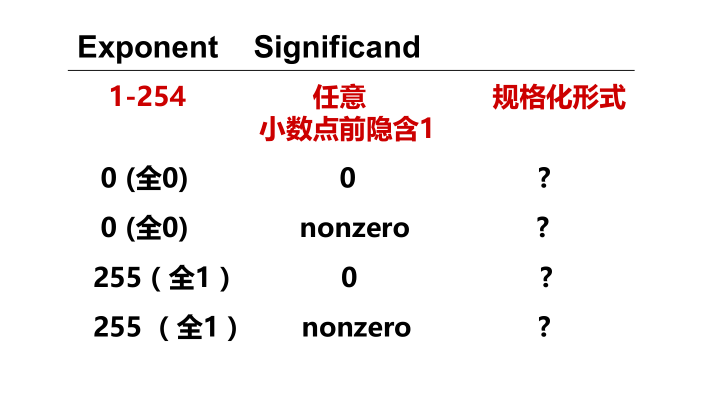 Exponent Significand
1-254 任意 规格化形式
小数点前隐含1
0 (全0) 0 ?
0 (全0) nonzero ?
255（全1） 0 ?
255 （全1） nonzero ?